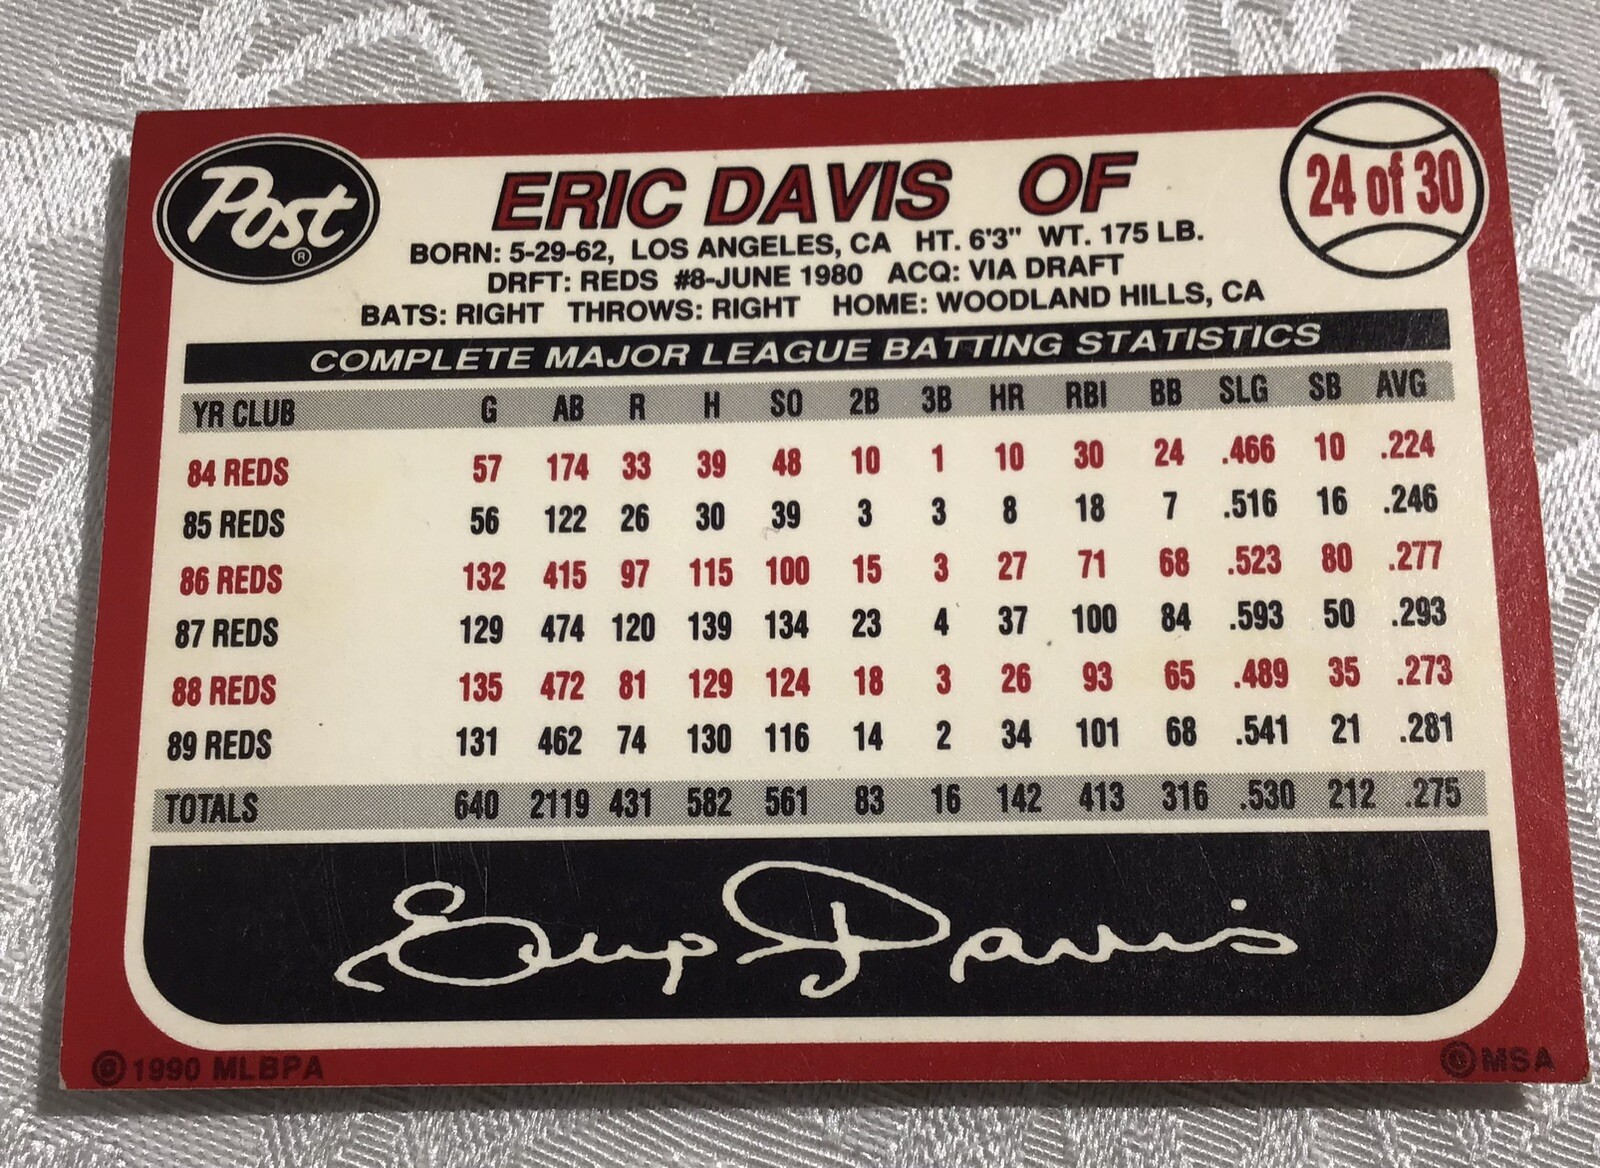 Post ®
ERIC DAVIS OF
24 of 30
BORN: 5-29-62, LOS ANGELES, CA HT. 6'3" WT. 175 LB.
DRFT: REDS #8-JUNE 1980 ACQ: VIA DRAFT
BATS: RIGHT THROWS: RIGHT HOME: WOODLAND HILLS, CA
COMPLETE MAJOR LEAGUE BATTING STATISTICS
YR CLUB G AB R H SO 2B 3B HR RBI BB SLG SB AVG
84 REDS 57 174 33 39 48 10 1 10 30 24 .466 10 .224
85 REDS 56 122 26 30 39 3 3 8 18 7 .516 16 .246
86 REDS 132 415 97 115 100 15 3 27 71 68 .523 80 .277
87 REDS 129 474 120 139 134 23 4 37 100 84 .593 50 .293
88 REDS 135 472 81 129 124 18 3 26 93 65 .489 35 .273
89 REDS 131 462 74 130 116 14 2 34 101 68 .541 21 .281
TOTALS 640 2119 431 582 561 83 16 142 413 316 .530 212 .275
Eric Davis
© 1990 MLBPA
© MSA